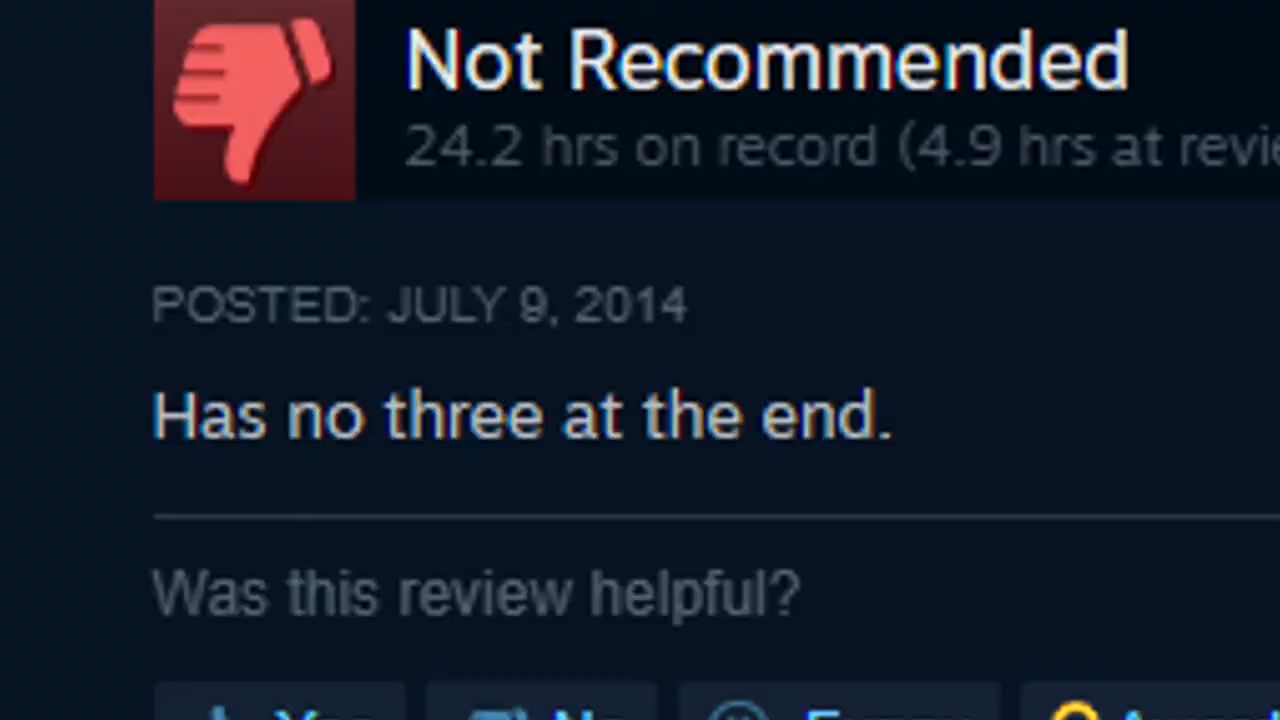 Not Recommended
24.2 hrs on record (4.9 hrs at
POSTED: JULY 9, 2014
Has no three at the end.
Was this review helpful?